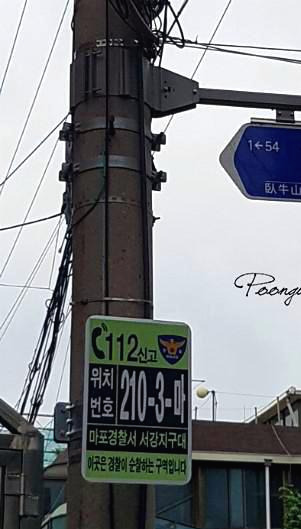 1←54
臥牛山
Poong
112신고
위치
번호
210-3-마
마포경찰서 서강지구대
이곳은 경찰이 순찰하는 구역입니다